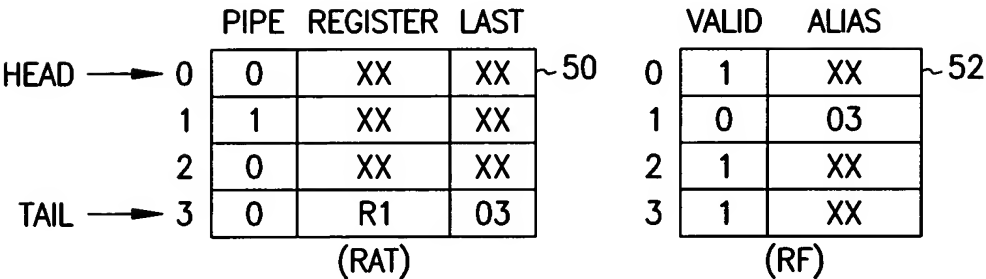 PIPE REGISTER LAST VALID ALIAS
HEAD 0 0 XX XX 50 0 1 XX 52
1 1 XX XX 1 0 03
2 0 XX XX 2 1 XX
TAIL 3 0 R1 03 3 1 XX
(RAT) (RF)